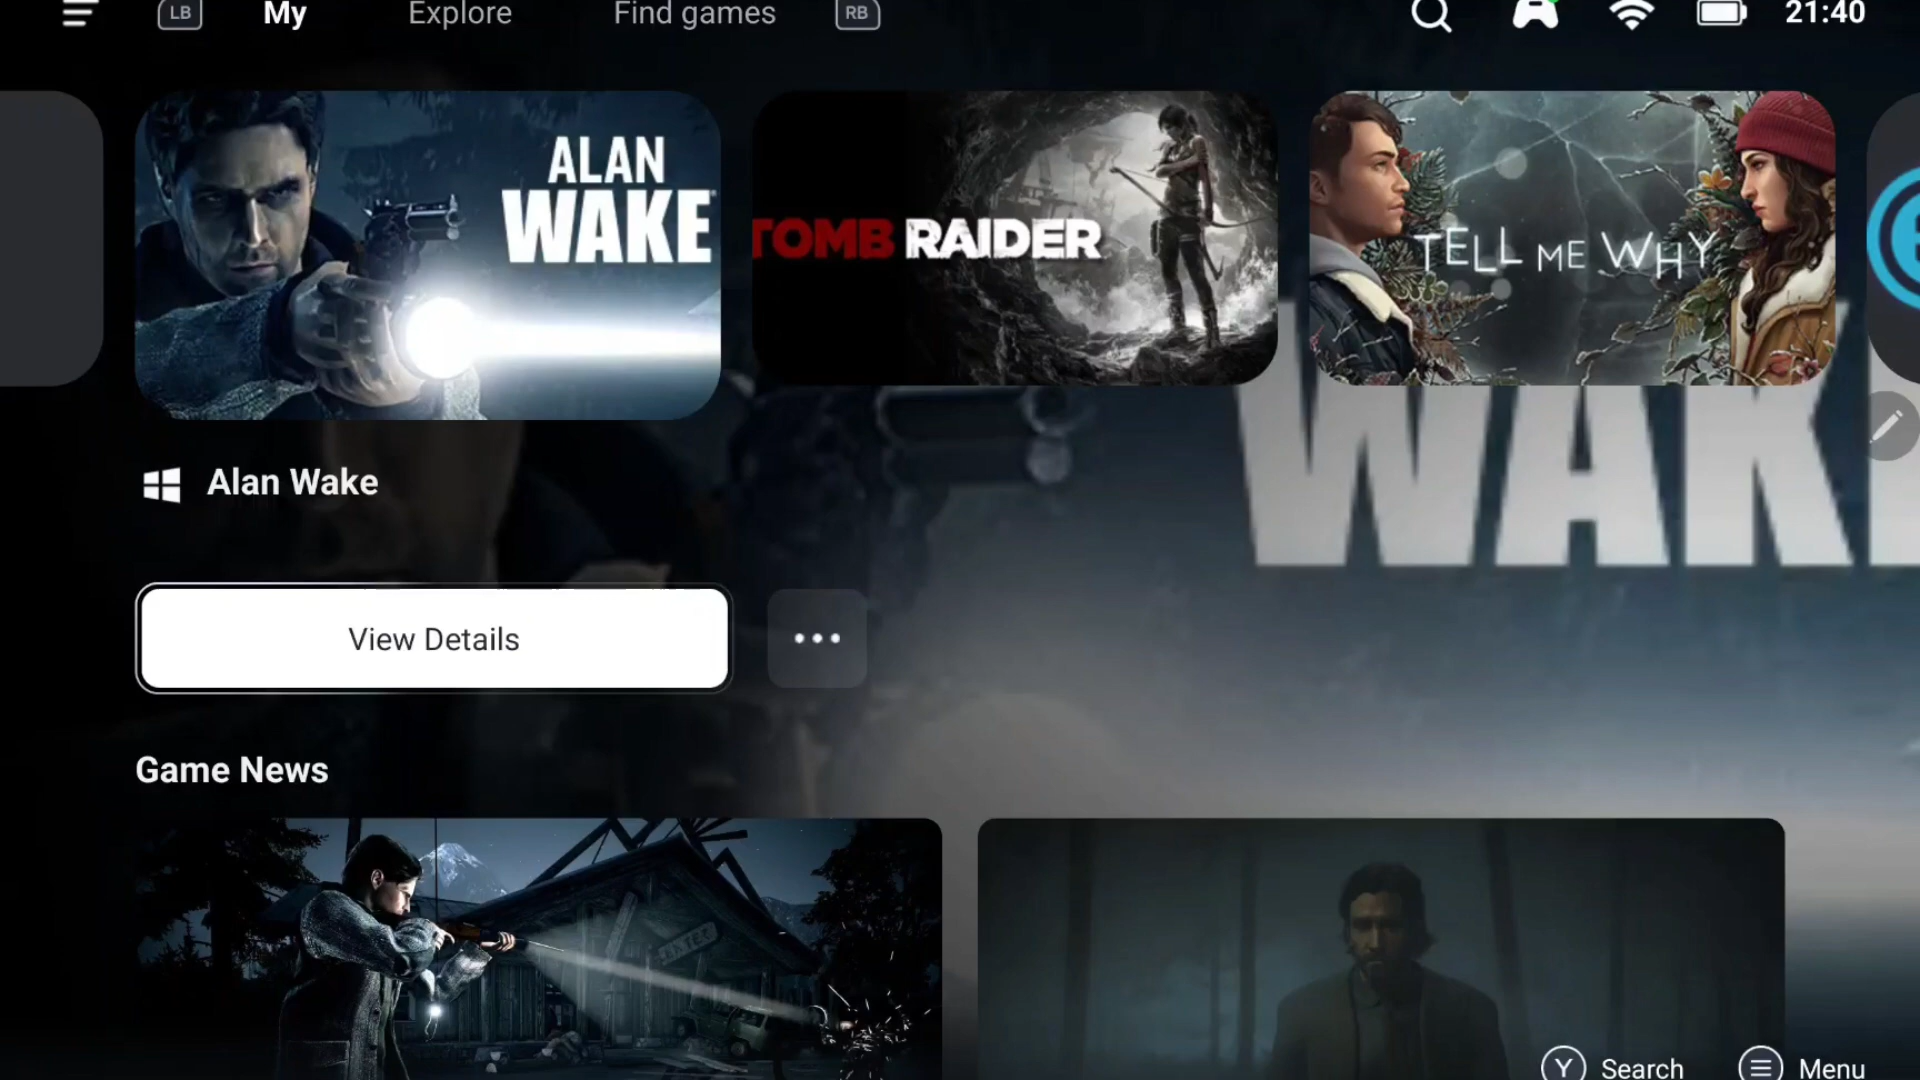 LB My Explore Find games RB 21:40
ALAN
WAKE
TOMB RAIDER
TELL ME WHY
WAK
Alan Wake
View Details
Game News
Y Search Menu